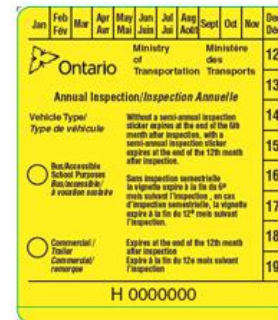 Jan Feb Mar Apr May Jun Jul Aug Sept Oct Nov Dec
Fév Avr Mai Juin Jul Août Déc
Ontario
Ministry Ministère
of des
Transportation Transports
Annual Inspection/Inspection Annuelle
Vehicle Type/
Type de véhicule
Without a semi-annual inspection
sticker expires at the end of the 6th
month after inspection, with a
semi-annual inspection sticker
expires at the end of the 12th month
after inspection.
Bus/Accessible
School Purposes
Bus/accessible/
à vocation scolaire
Sans inspection semestrielle
la vignette expire à la fin du 6e
mois suivant l'inspection, en cas
d'inspection semestrielle, la vignette
expire à la fin du 12e mois suivant
l'inspection.
Commercial/
Trailer
Commercial/
remorque
Expires at the end of the 12th month
after inspection
Expire à la fin du 12e mois suivant
l'inspection
12
13
14
15
16
17
18
19
H 0000000